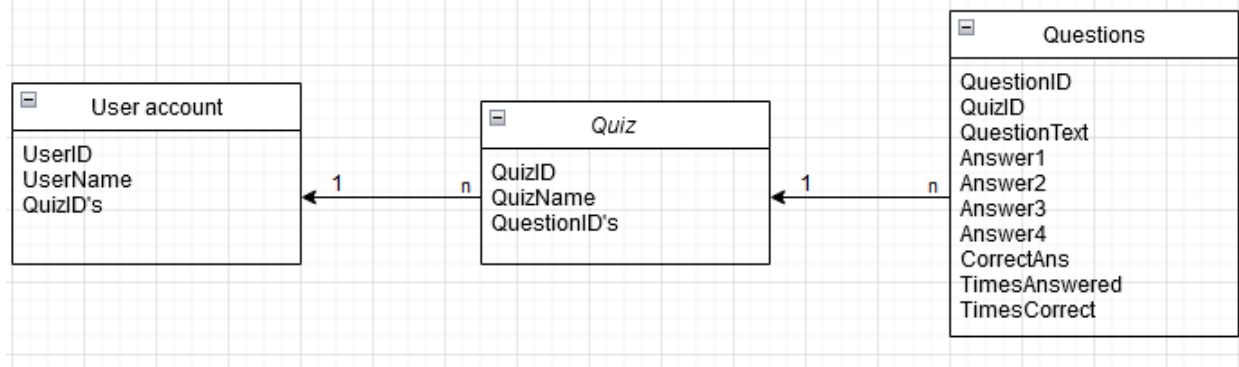 User account
UserID
UserName
QuizID's
1
n
Quiz
QuizID
QuizName
QuestionID's
1
n
Questions
QuestionID
QuizID
QuestionText
Answer1
Answer2
Answer3
Answer4
CorrectAns
TimesAnswered
TimesCorrect